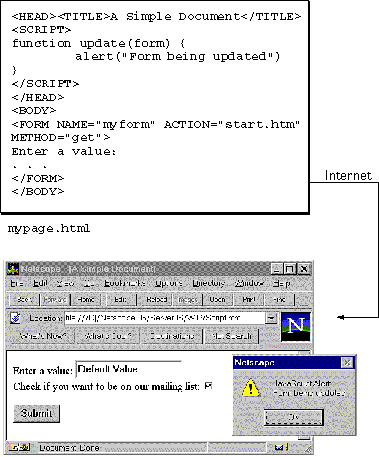 <HEAD><TITLE>A Simple Document</TITLE>
<SCRIPT>
function update(form) {
alert("Form being updated")
}
</SCRIPT>
</HEAD>
<BODY>
<FORM NAME="myform" ACTION="start.htm"
METHOD="get">
Enter a value:
. . .
</FORM>
</BODY>
Internet
mypage.html
Netscape - [A Simple Document]
File Edit View Go Bookmarks Options Directory Window Help
Back Forward Home Edit Reload Images Open Print Find
Location:
N
What's New? What's Cool? Destinations Net Search
Enter a value: Default Value
Check if you want to be on our mailing list:
Submit
Netscape
JavaScript Alert:
Form being updated
OK
Document: Done